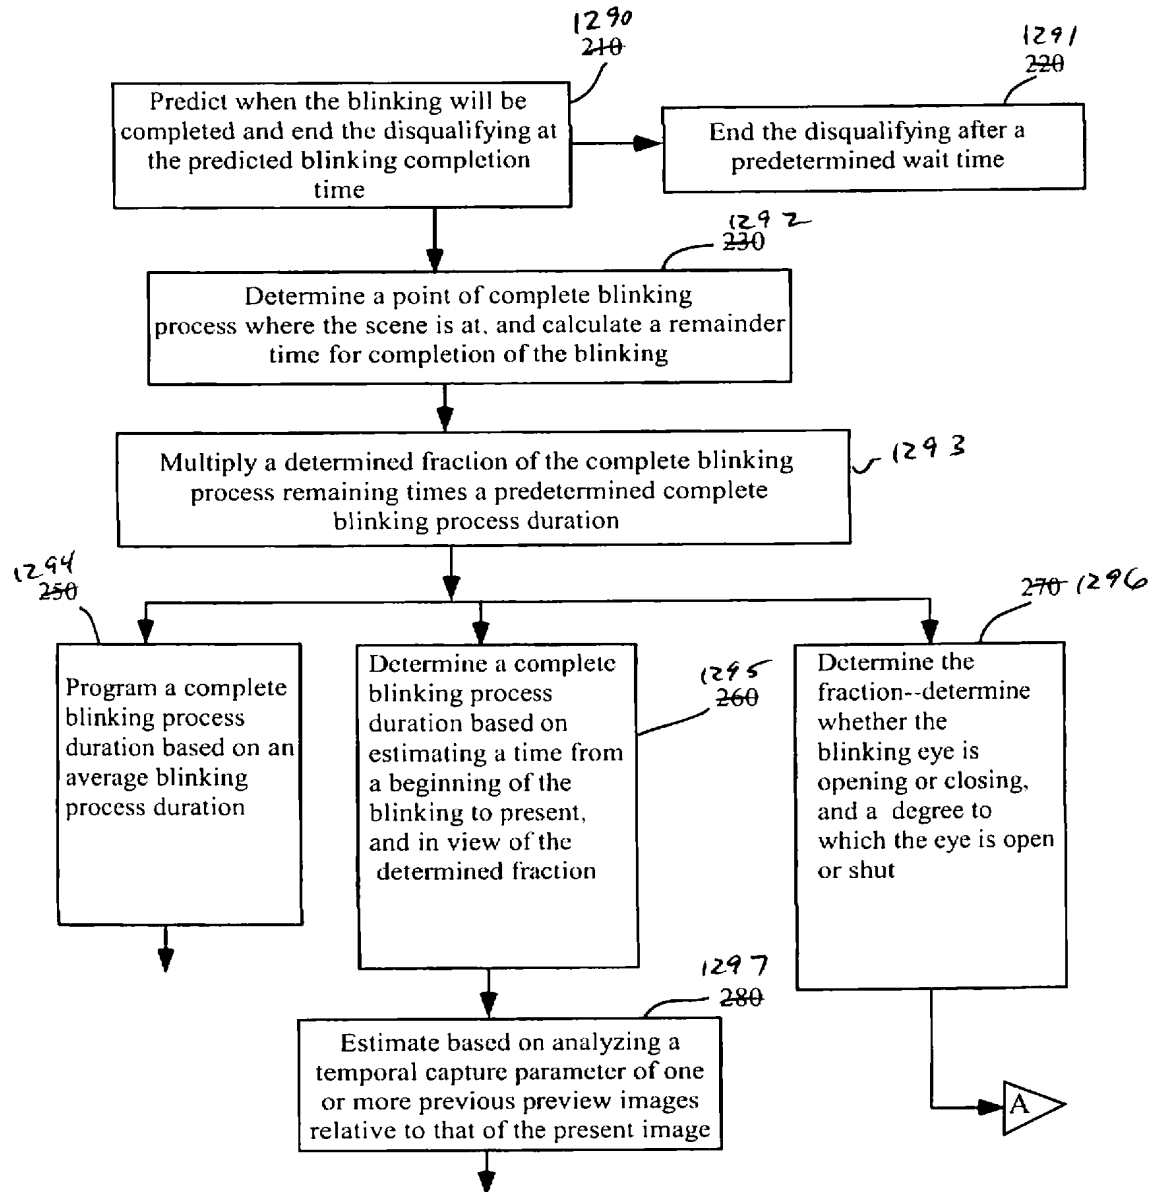 1290
210
1291
220
Predict when the blinking will be
completed and end the disqualifying at
the predicted blinking completion
time
End the disqualifying after a
predetermined wait time
1292
230
Determine a point of complete blinking
process where the scene is at, and calculate a remainder
time for completion of the blinking
Multiply a determined fraction of the complete blinking
process remaining times a predetermined complete
blinking process duration
1293
1294
250
Program a complete
blinking process
duration based on an
average blinking
process duration
1295
260
Determine a complete
blinking process
duration based on
estimating a time from
a beginning of the
blinking to present,
and in view of the
determined fraction
270 1296
Determine the
fraction--determine
whether the
blinking eye is
opening or closing,
and a degree to
which the eye is open
or shut
1297
280
Estimate based on analyzing a
temporal capture parameter of one
or more previous preview images
relative to that of the present image
A